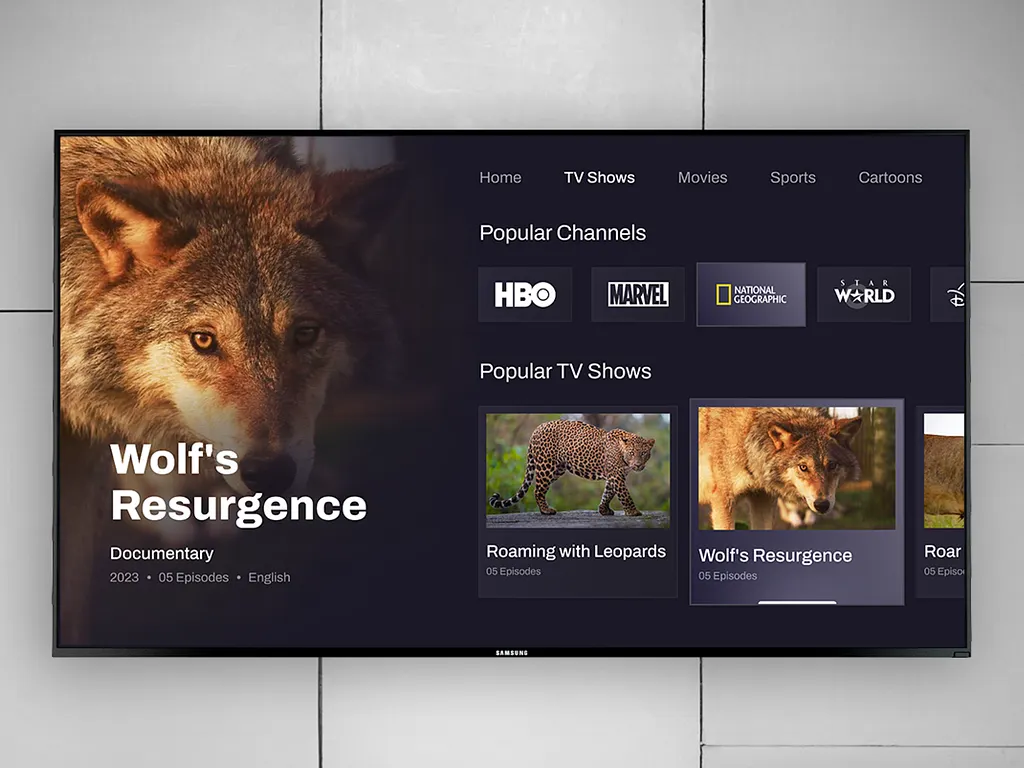 Home TV Shows Movies Sports Cartoons
Popular Channels
HBO
MARVEL
NATIONAL
GEOGRAPHIC
STAR
WORLD
Popular TV Shows
Wolf's
Resurgence
Documentary
2023 • 05 Episodes • English
Roaming with Leopards
05 Episodes
Wolf's Resurgence
05 Episodes
Roar
SAMSUNG